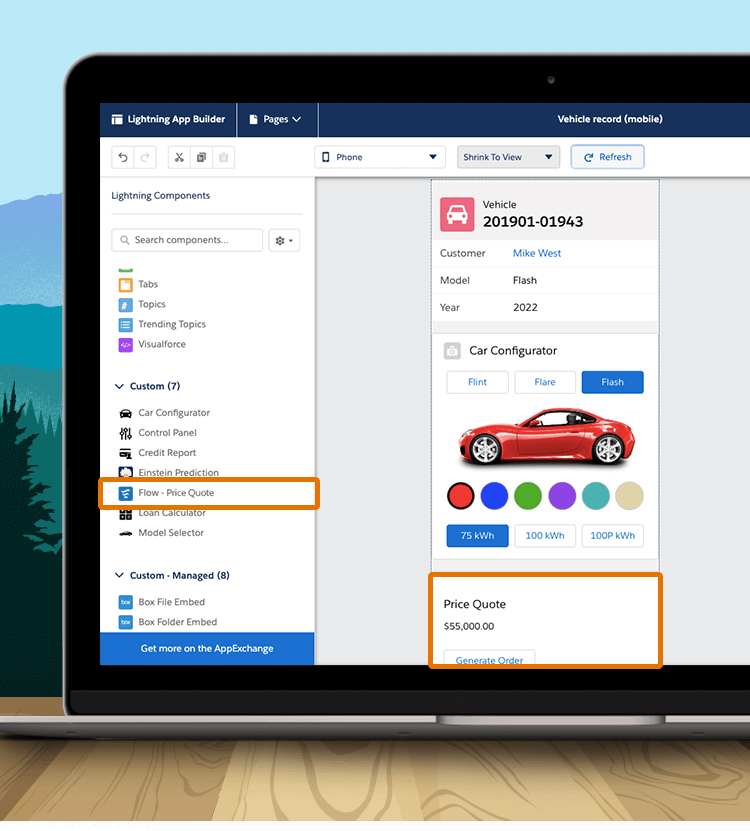 Lightning App Builder
Pages
Vehicle record (mobile)
Phone
Shrink To View
Refresh
Lightning Components
Search components...
Tabs
Topics
Trending Topics
Visualforce
Custom (7)
Car Configurator
Control Panel
Credit Report
Einstein Prediction
Flow - Price Quote
Loan Calculator
Model Selector
Custom - Managed (8)
box
Box File Embed
box
Box Folder Embed
Get more on the AppExchange
Vehicle
201901-01943
Customer Mike West
Model Flash
Year 2022
Car Configurator
Flint Flare Flash
75 kWh 100 kWh 100P kWh
Price Quote
$55,000.00
Generate Order